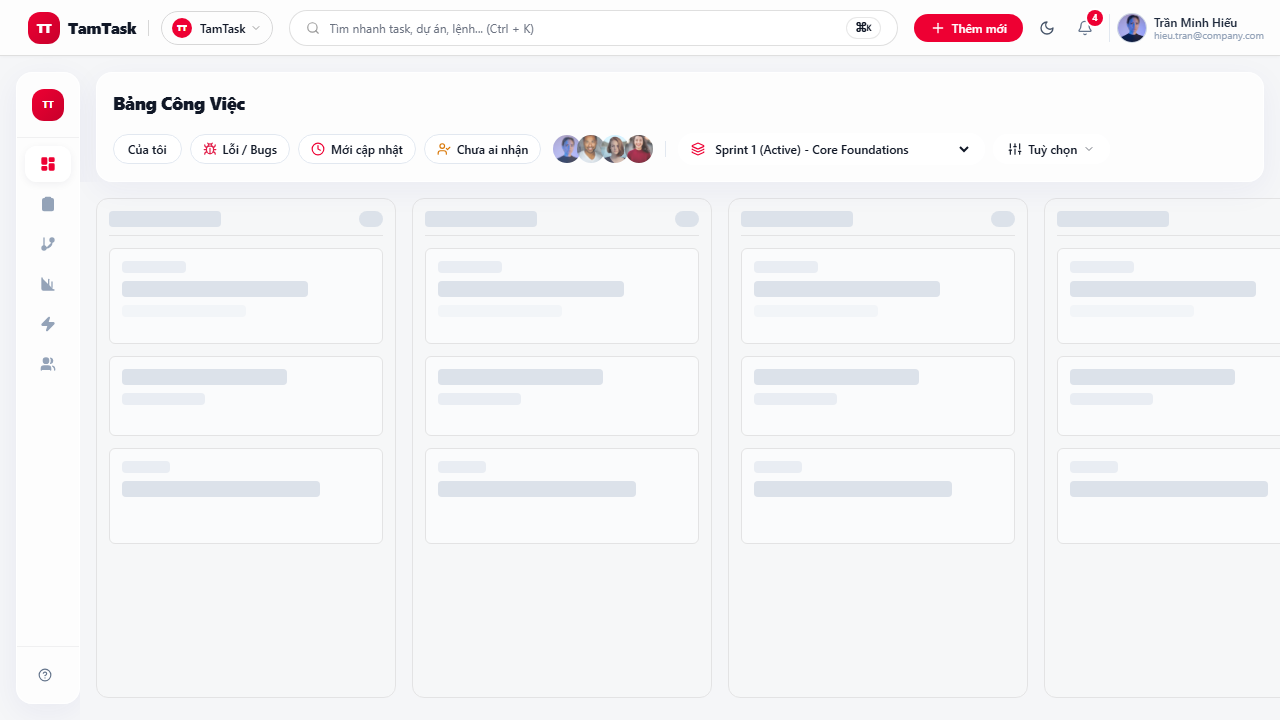 TT
TamTask
TT
TamTask
Tìm nhanh task, dự án, lệnh... (Ctrl + K)
⌘K
Thêm mới
4
Trần Minh Hiếu
hieu.tran@company.com
TT
Bảng Công Việc
Của tôi
Lỗi / Bugs
Mới cập nhật
Chưa ai nhận
Sprint 1 (Active) - Core Foundations
Tuỳ chọn